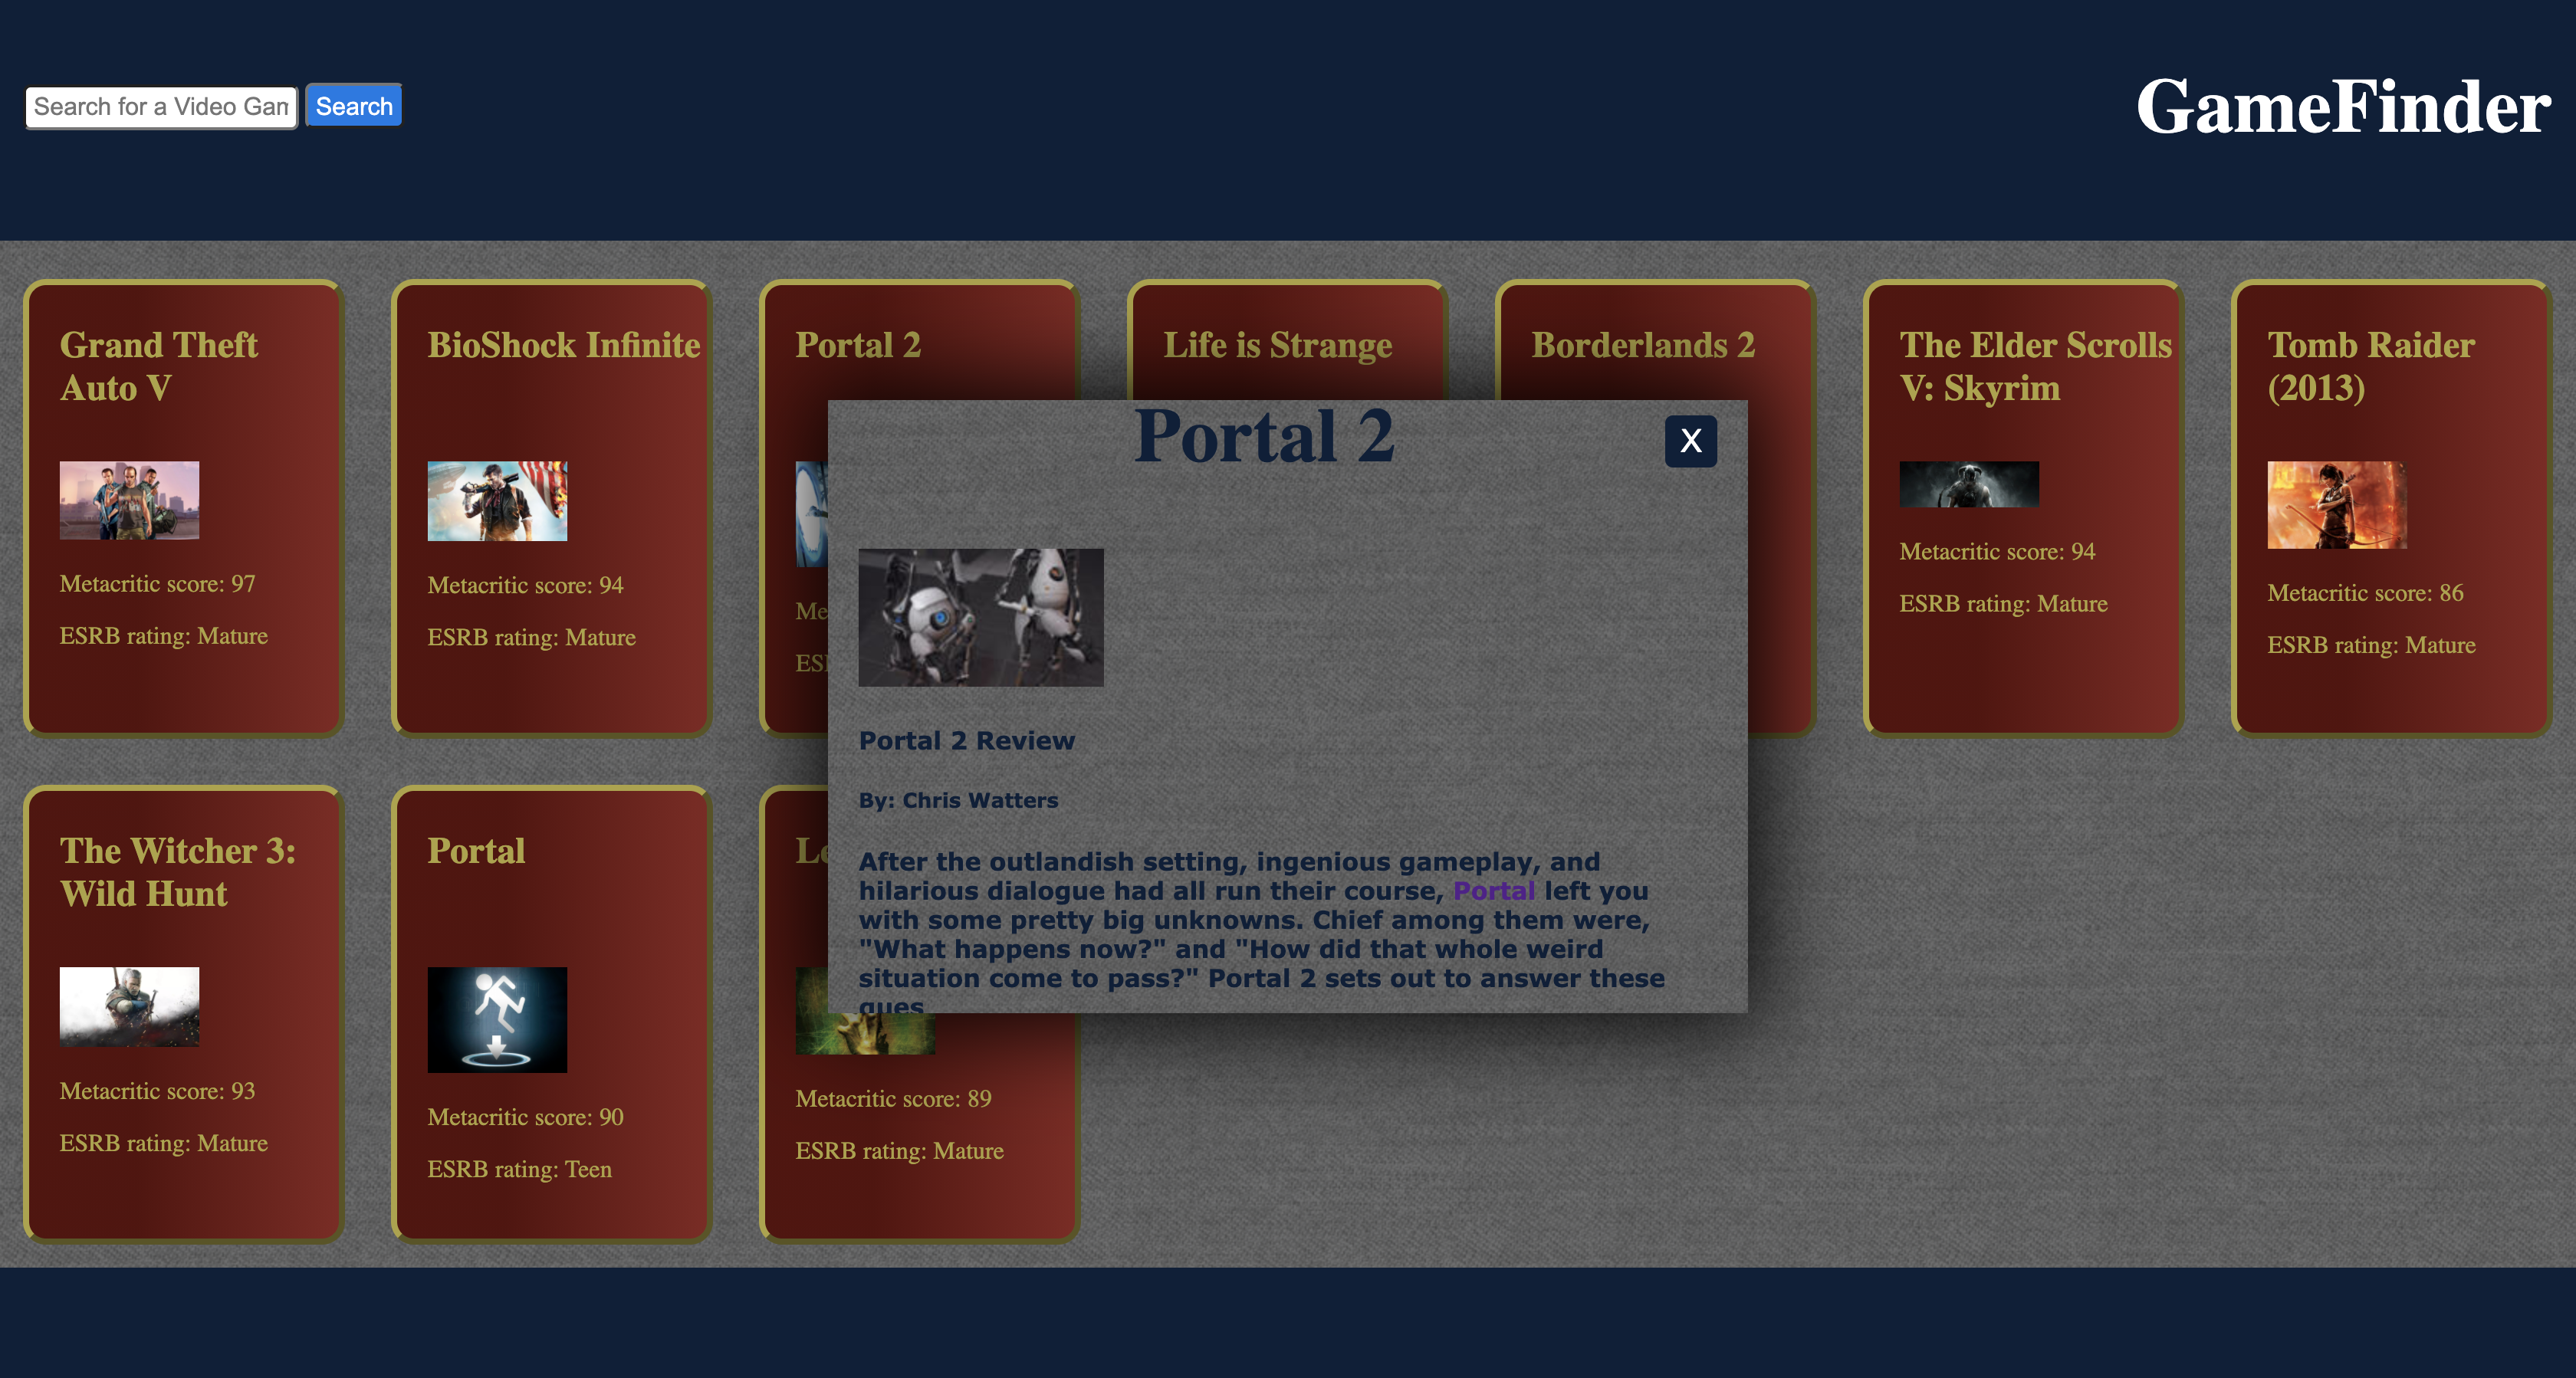 Search for a Video Gam
Search
GameFinder
Grand Theft
Auto V
Metacritic score: 97
ESRB rating: Mature
BioShock Infinite
Metacritic score: 94
ESRB rating: Mature
Portal 2
Life is Strange
Borderlands 2
The Elder Scrolls
V: Skyrim
Metacritic score: 94
ESRB rating: Mature
Tomb Raider
(2013)
Metacritic score: 86
ESRB rating: Mature
Portal 2
X
Portal 2 Review
By: Chris Watters
After the outlandish setting, ingenious gameplay, and
hilarious dialogue had all run their course, Portal left you
with some pretty big unknowns. Chief among them were,
"What happens now?" and "How did that whole weird
situation come to pass?" Portal 2 sets out to answer these
ques
The Witcher 3:
Wild Hunt
Metacritic score: 93
ESRB rating: Mature
Portal
Metacritic score: 90
ESRB rating: Teen
Metacritic score: 89
ESRB rating: Mature